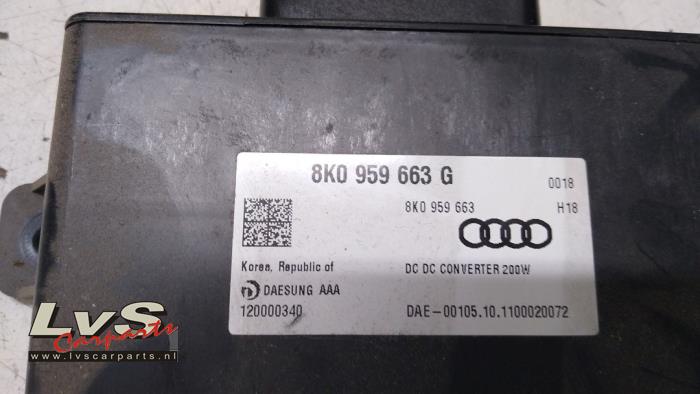 8K0 959 663 G
0018
8K0 959 663
H18
Korea, Republic of
DC DC CONVERTER 200W
DAESUNG AAA
120000340
DAE-00105.10.1100020072
LvS
Carparts
www.lvscarparts.nl